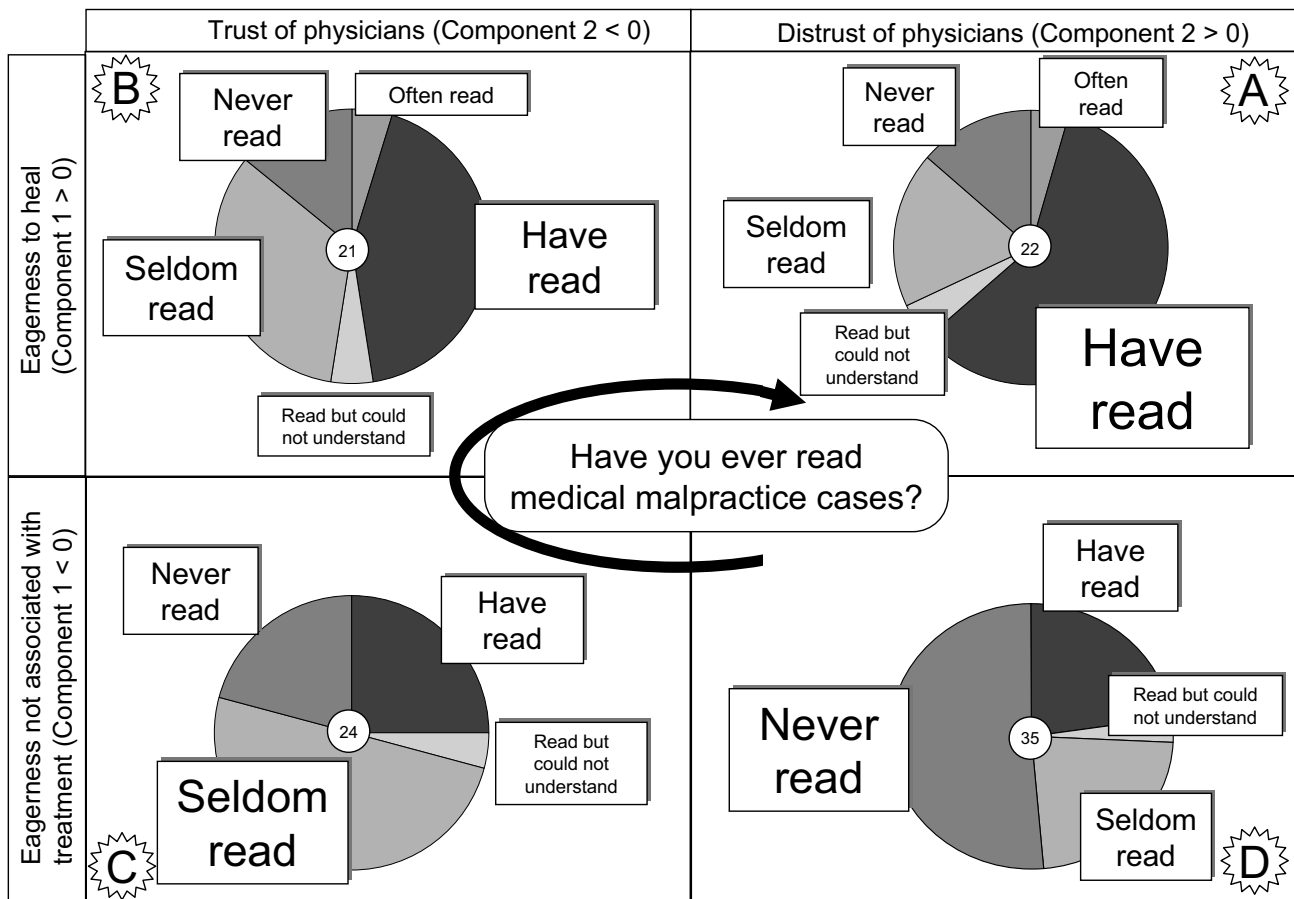 Trust of physicians (Component 2 < 0)
Distrust of physicians (Component 2 > 0)
Eagerness to heal
(Component 1 > 0)
B
Never
read
Often read
Have
read
Seldom
read
21
Read but could
not understand
A
Never
read
Often
read
Seldom
read
22
Read but
could not
understand
Have
read
Have you ever read
medical malpractice cases?
Eagerness not associated with
treatment (Component 1 < 0)
Never
read
Have
read
24
Read but
could not
understand
Seldom
read
C
Have
read
Read but could
not understand
Never
read
35
Seldom
read
D